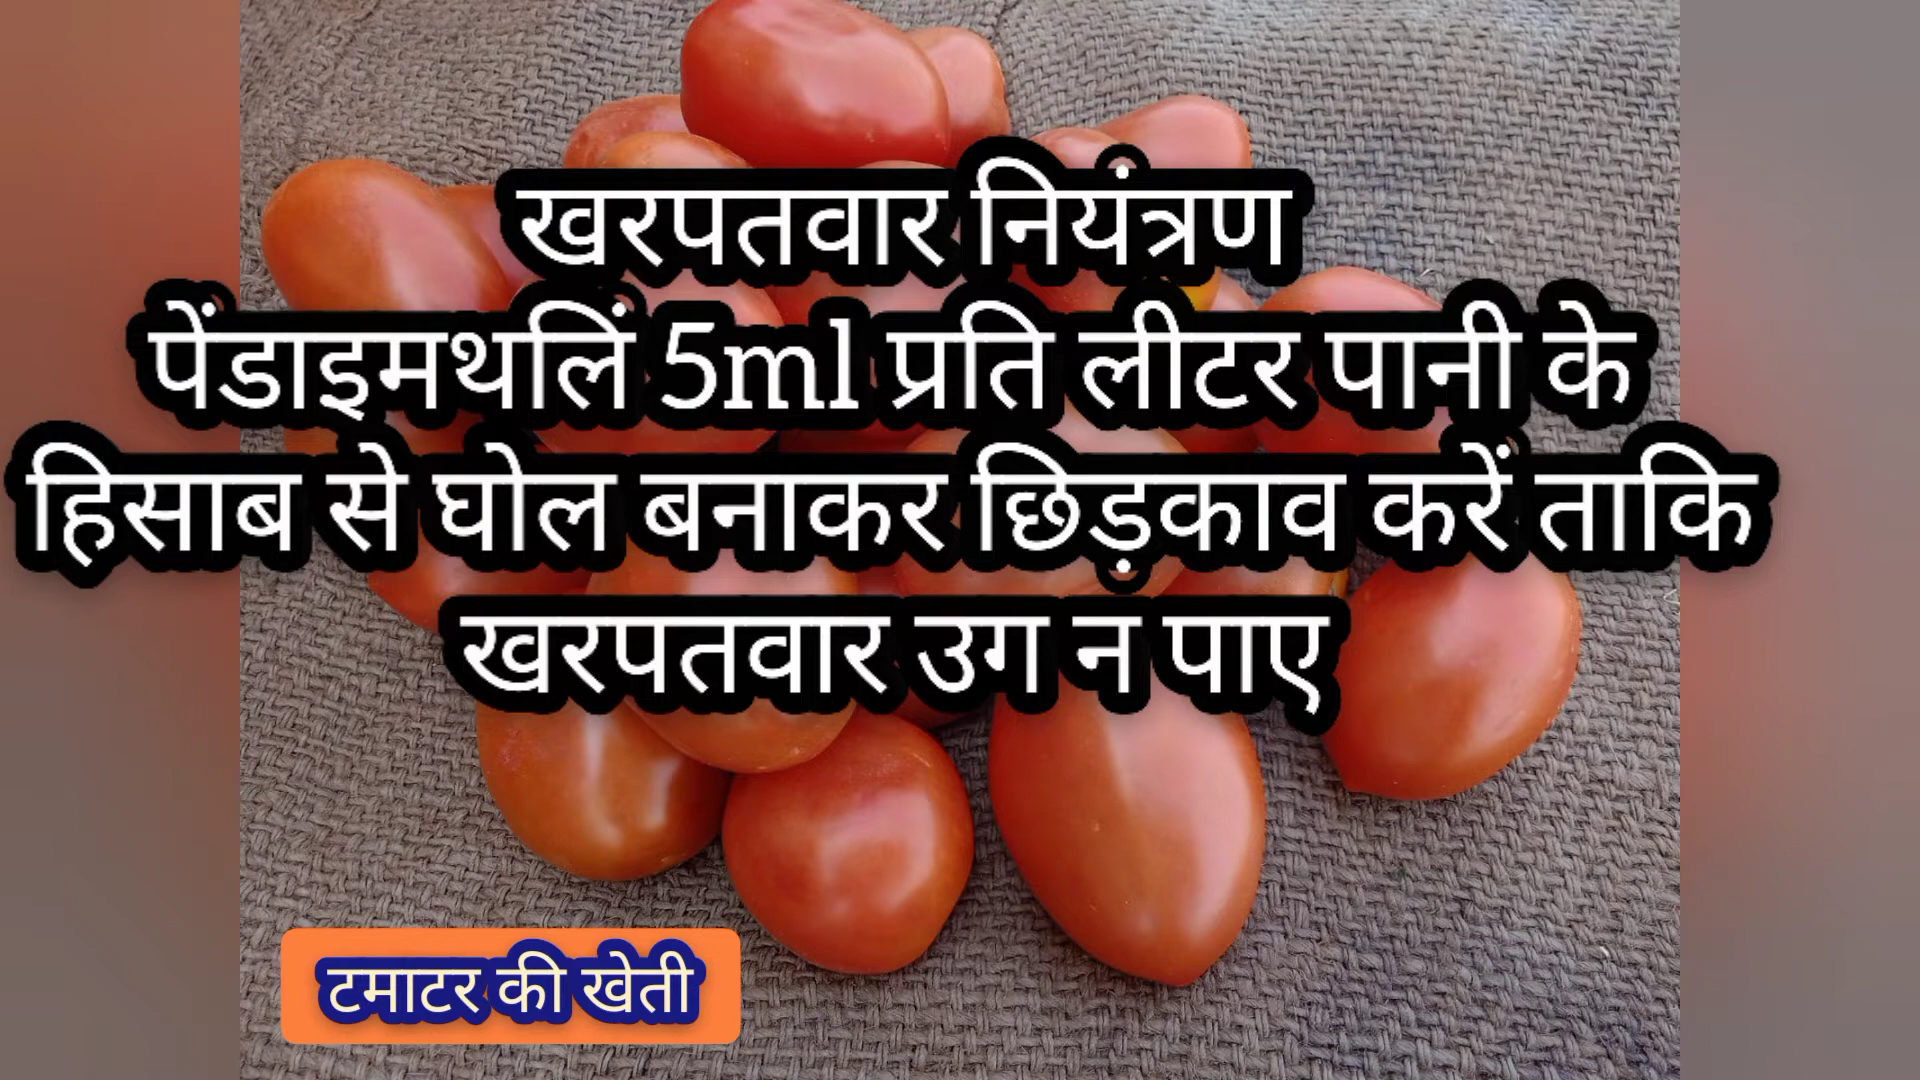 खरपतवार नियंत्रण
पेंडाइमथलिं 5ml प्रति लीटर पानी के
हिसाब से घोल बनाकर छिड़काव करें ताकि
खरपतवार उग न पाए
टमाटर की खेती